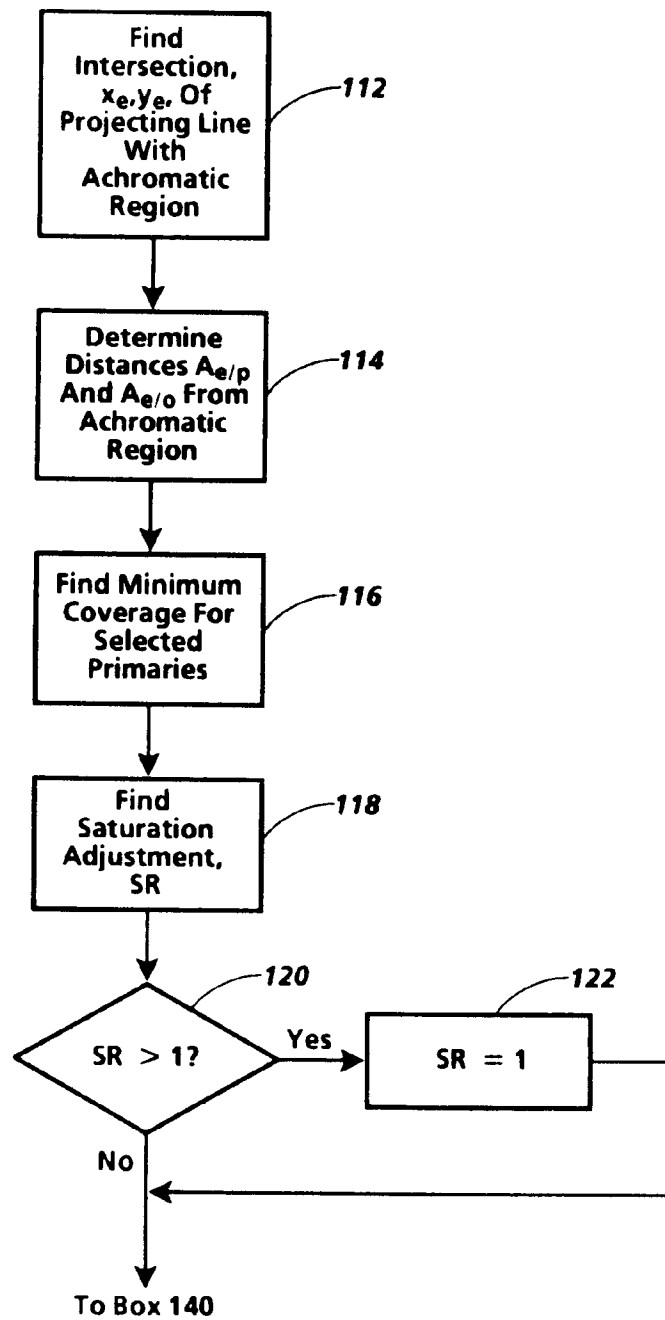 Find
Intersection,
xₑ,yₑ, Of
Projecting Line
With
Achromatic
Region
112
Determine
Distances Aₑ/ₚ
And Aₑ/ₒ From
Achromatic
Region
114
Find Minimum
Coverage For
Selected
Primaries
116
Find
Saturation
Adjustment,
SR
118
120
SR > 1?
Yes
122
SR = 1
No
To Box 140